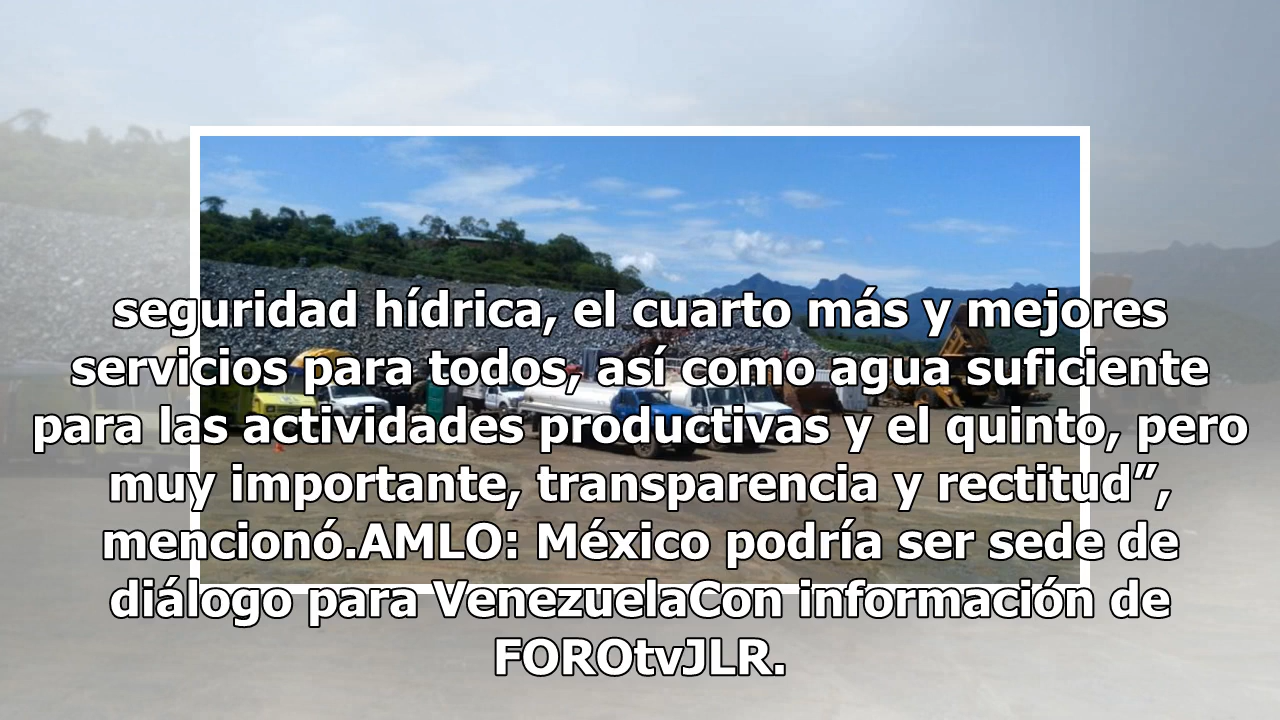 seguridad hídrica, el cuarto más y mejores
servicios para todos, así como agua suficiente
para las actividades productivas y el quinto, pero
muy importante, transparencia y rectitud”,
mencionó.AMLO: México podría ser sede de
diálogo para VenezuelaCon información de
FOROtvJLR.